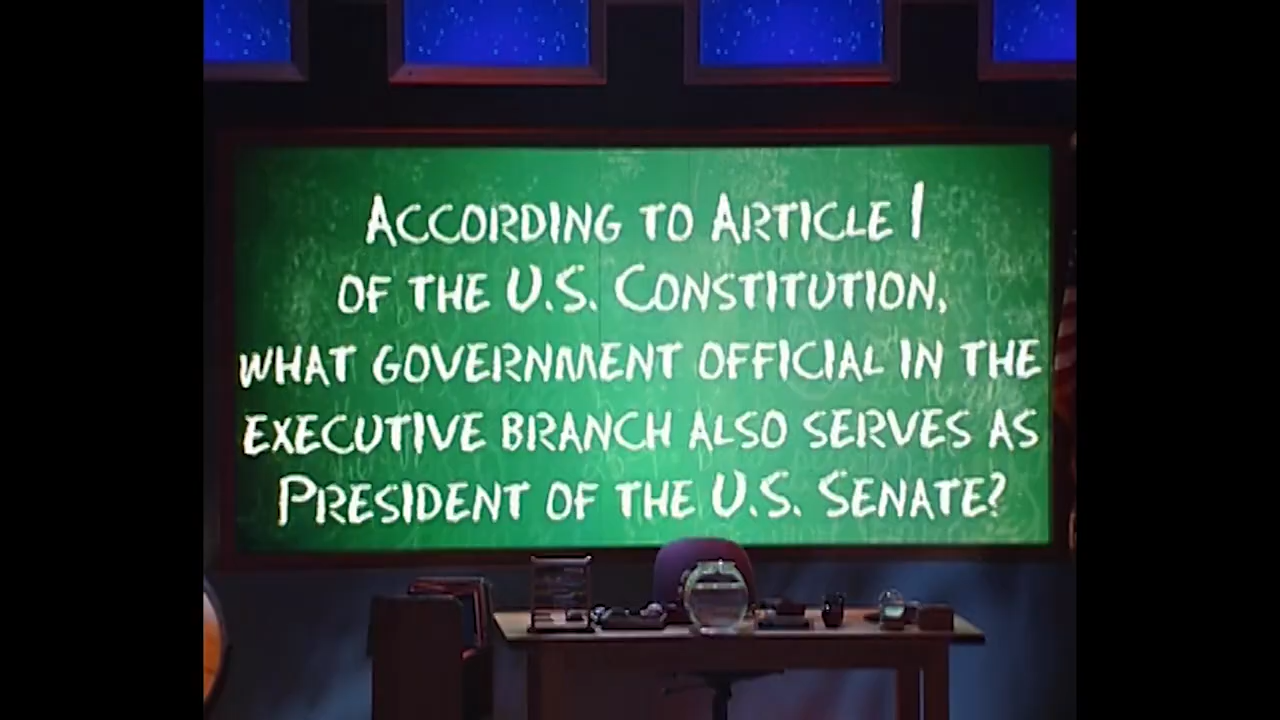 According to Article I
of the U.S. Constitution,
what government official in the
executive branch also serves as
President of the U.S. Senate?